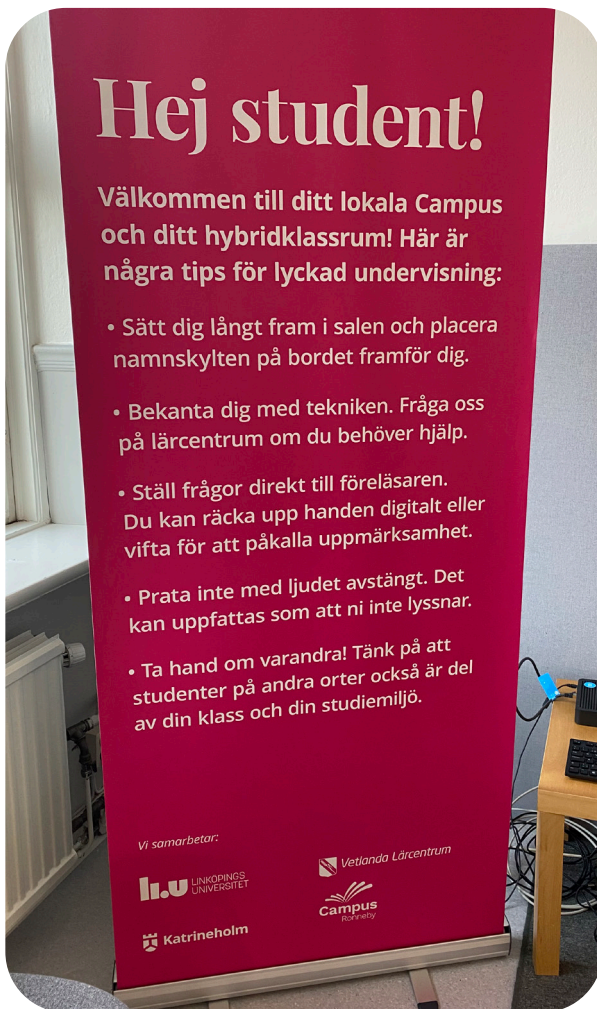 Hej student!
Välkommen till ditt lokala Campus
och ditt hybridklassrum! Här är
några tips för lyckad undervisning:
• Sätt dig långt fram i salen och placera
namnskylten på bordet framför dig.
• Bekanta dig med tekniken. Fråga oss
på lärcentrum om du behöver hjälp.
• Ställ frågor direkt till föreläsaren.
Du kan räcka upp handen digitalt eller
vifta för att påkalla uppmärksamhet.
• Prata inte med ljudet avstängt. Det
kan uppfattas som att ni inte lyssnar.
• Ta hand om varandra! Tänk på att
studenter på andra orter också är del
av din klass och din studiemiljö.
Vi samarbetar:
li.u LINKÖPINGS
UNIVERSITET
Vetlanda Lärcentrum
Campus
Ronneby
Katrineholm